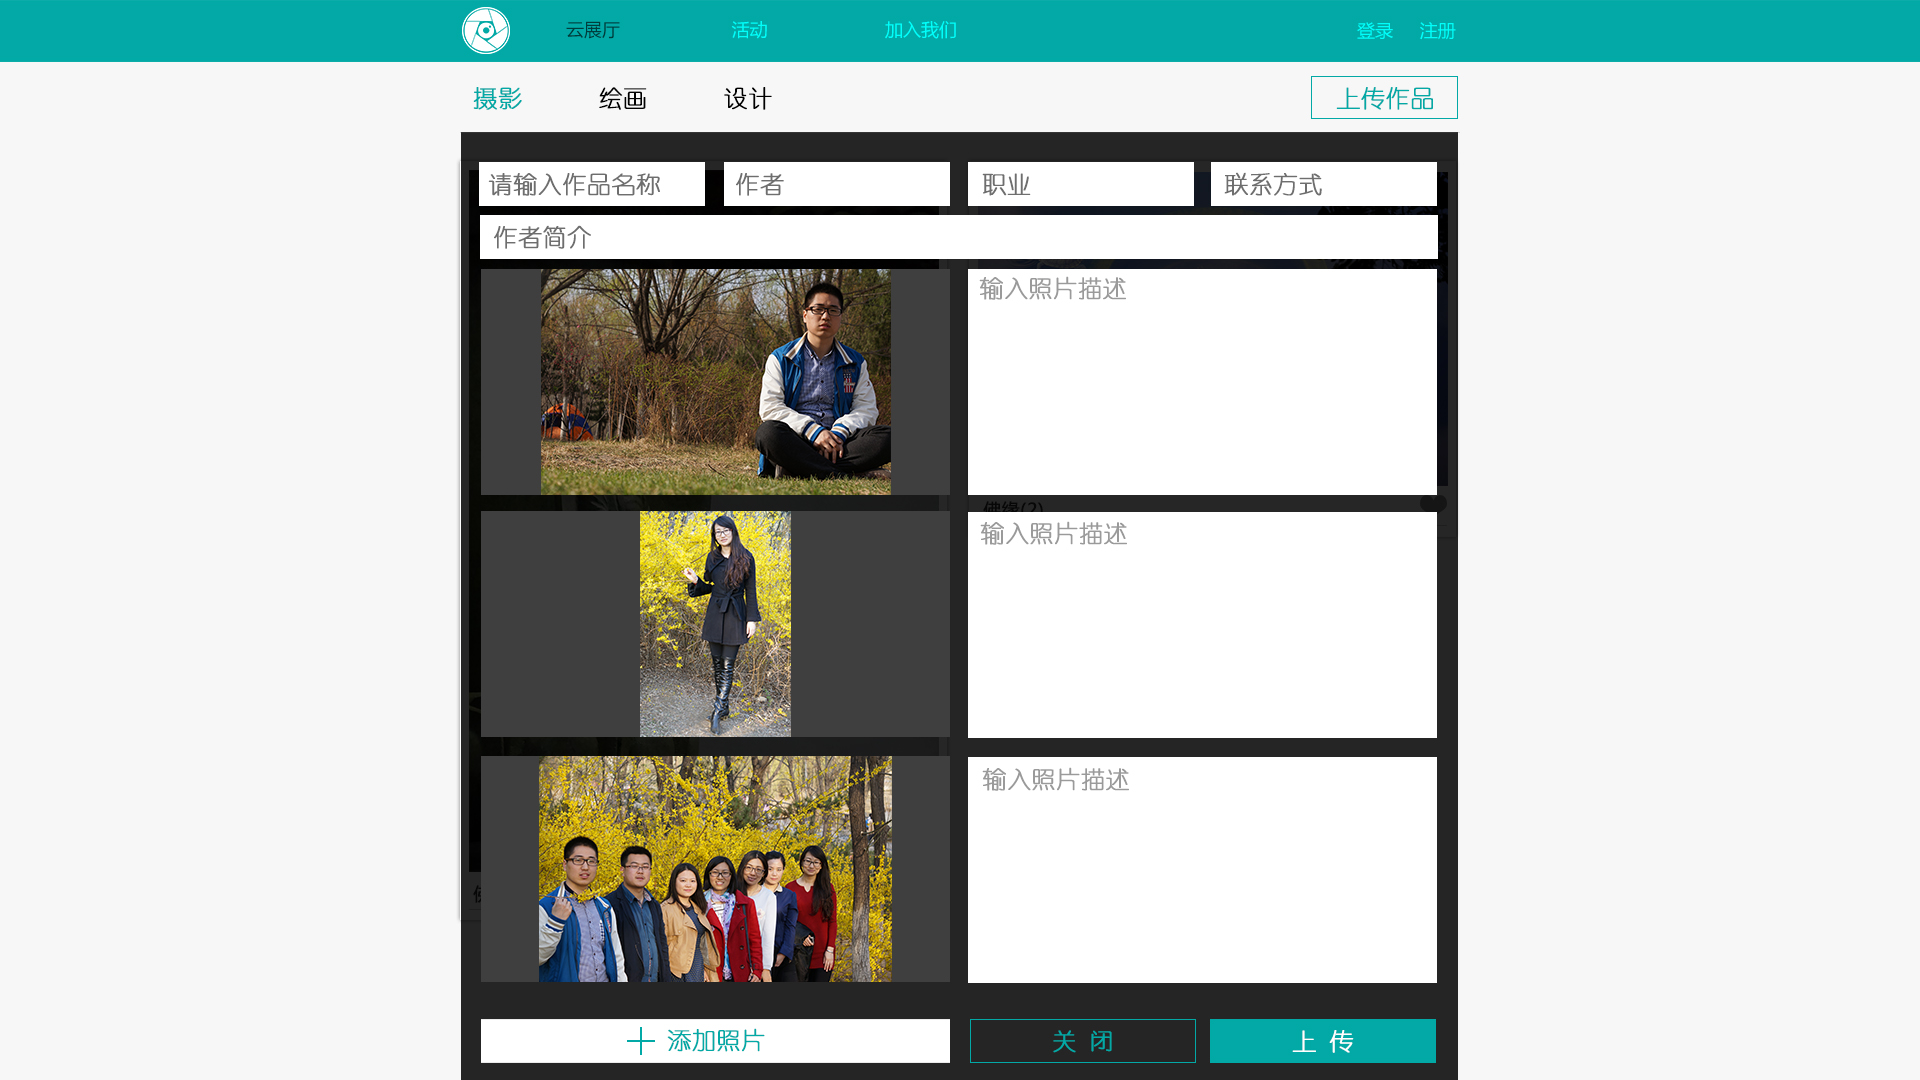 云展厅 活动 加入我们 登录 注册
摄影 绘画 设计 上传作品
请输入作品名称 作者 职业 联系方式
作者简介
输入照片描述
佛缘(2)
输入照片描述
输入照片描述
添加照片 关 闭 上 传